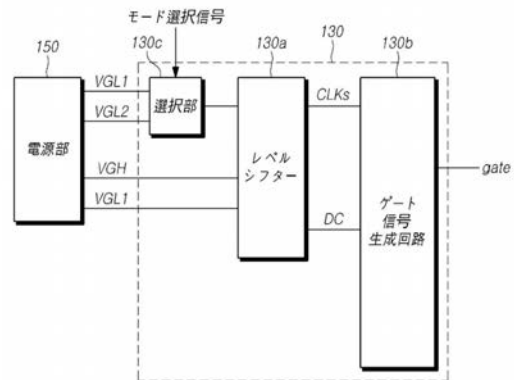 モード選択信号
150
130c
130a
130
130b
VGL1
VGL2
選択部
CLKs
電源部
VGH
レベル
シフター
VGL1
gate
DC
ゲート
信号
生成回路